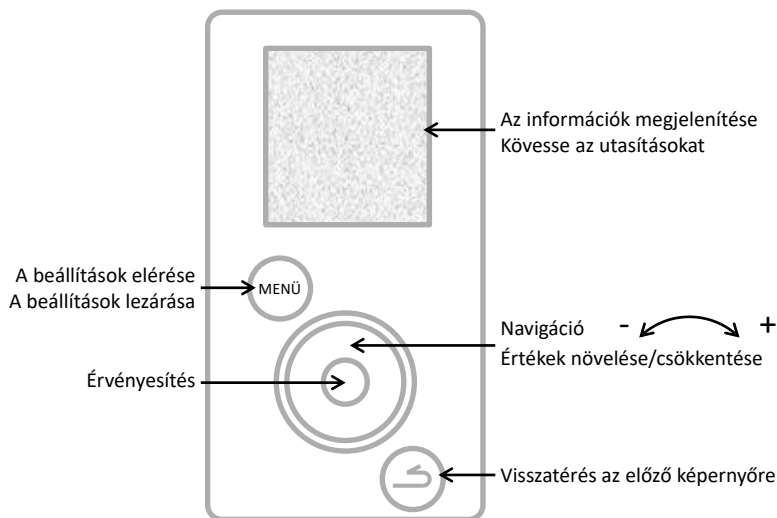 Az információk megjelenítése
Kövesse az utasításokat
A beállítások elérése
A beállítások lezárása
MENÜ
Navigáció - +
Értékek növelése/csökkentése
Érvényesítés
Visszatérés az előző képernyőre